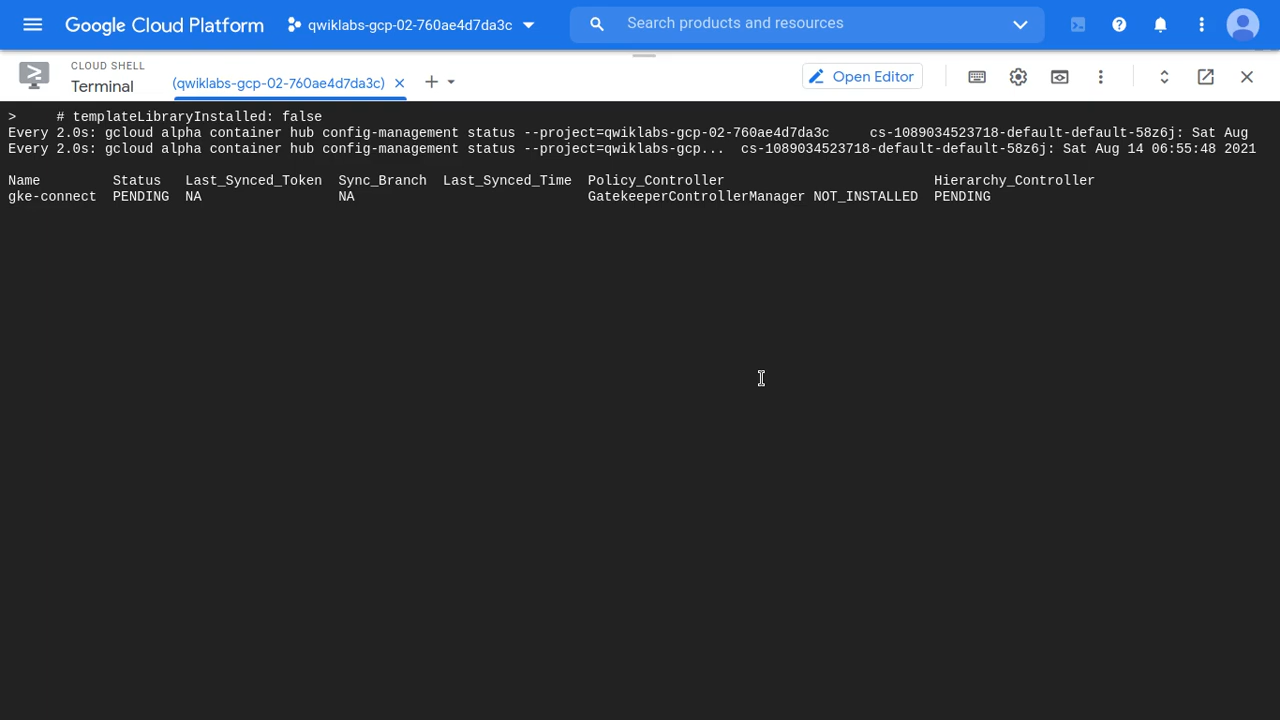 Google Cloud Platform
qwiklabs-gcp-02-760ae4d7da3c
Search products and resources
CLOUD SHELL
Terminal
(qwiklabs-gcp-02-760ae4d7da3c)
Open Editor
>     # templateLibraryInstalled: false
Every 2.0s: gcloud alpha container hub config-management status --project=qwiklabs-gcp-02-760ae4d7da3c     cs-1089034523718-default-default-58z6j: Sat Aug
Every 2.0s: gcloud alpha container hub config-management status --project=qwiklabs-gcp...  cs-1089034523718-default-default-58z6j: Sat Aug 14 06:55:48 2021
Name         Status   Last_Synced_Token  Sync_Branch  Last_Synced_Time  Policy_Controller                          Hierarchy_Controller
gke-connect  PENDING  NA                 NA                             GatekeeperControllerManager NOT_INSTALLED  PENDING